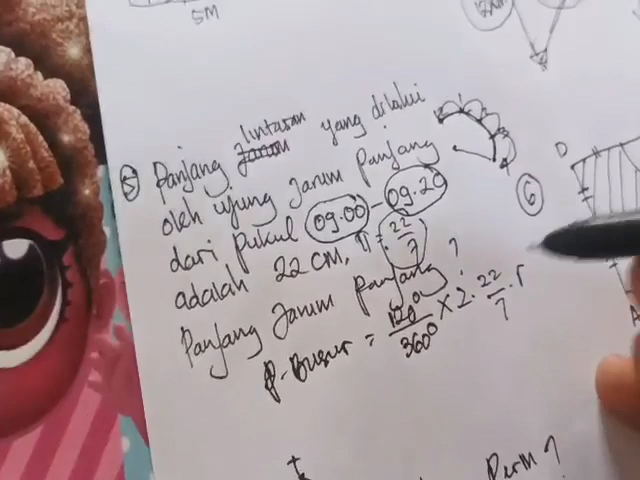 5M
⑤ Panjang lintasan yang dilalui
oleh ujung Jarum Panjang
dari Pukul 09.00 - 09.20
adalah 22 CM, π = 22/7
Panjang Jarum panjang ?
P. Busur = 120°/360° × 2 . 22/7 . r
⑥
D
A